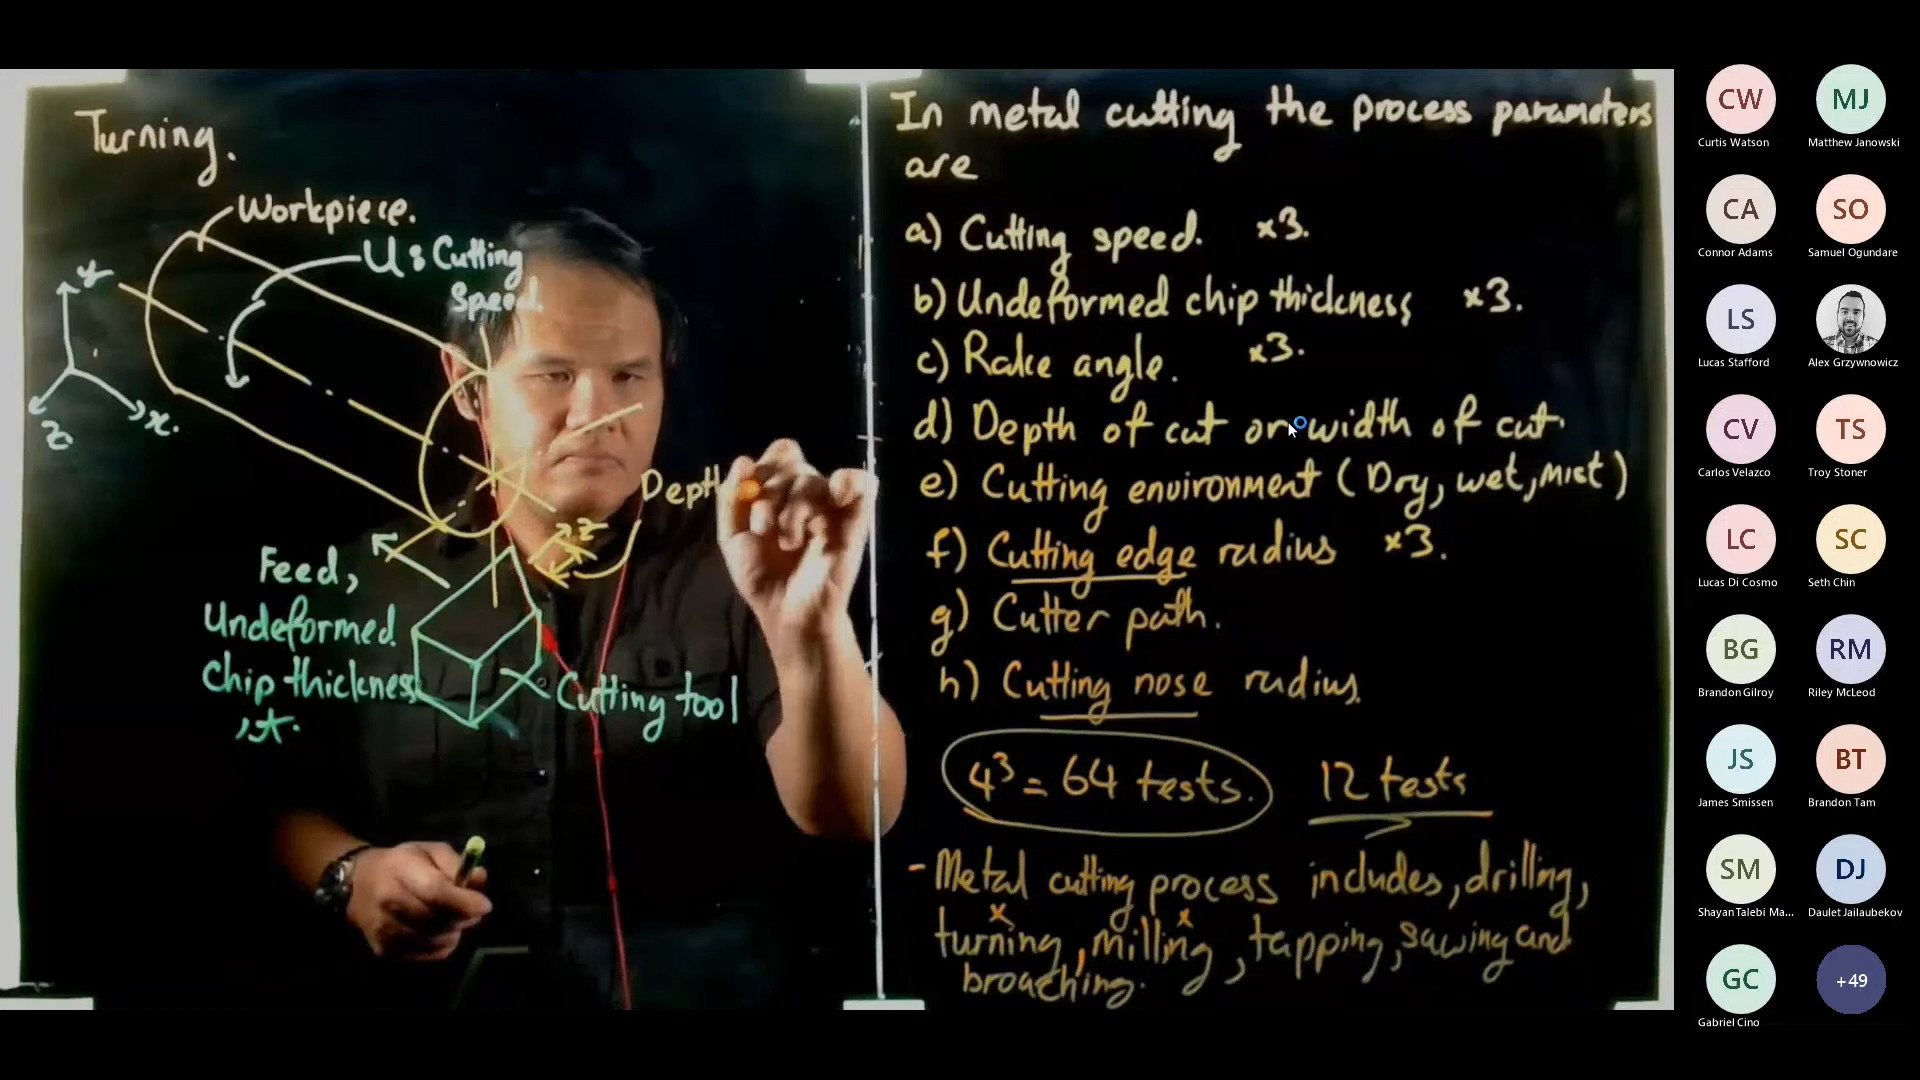 Turning.
Workpiece.
U: Cutting
Speed.
y
x.
z
Depth
z
Feed,
Undeformed
Chip thickness
, t.
Cutting tool
In metal cutting the process parameters
are
a) Cutting speed. x3.
b) Undeformed chip thickness x3.
c) Rake angle. x3.
d) Depth of cut or width of cut.
e) Cutting environment (Dry, wet, mist)
f) Cutting edge radius x3.
g) Cutter path.
h) Cutting nose radius.
4³ = 64 tests. 12 tests
- Metal cutting process includes, drilling,
x x
turning, milling, tapping, sawing and
broaching.
CW
Curtis Watson
MJ
Matthew Janowski
CA
Connor Adams
SO
Samuel Ogundare
LS
Lucas Stafford
Alex Grzywnowicz
CV
Carlos Velazco
TS
Troy Stoner
LC
Lucas Di Cosmo
SC
Seth Chin
BG
Brandon Gilroy
RM
Riley McLeod
JS
James Smissen
BT
Brandon Tam
SM
Shayan Talebi Ma...
DJ
Daulet Jailaubekov
GC
Gabriel Cino
+49